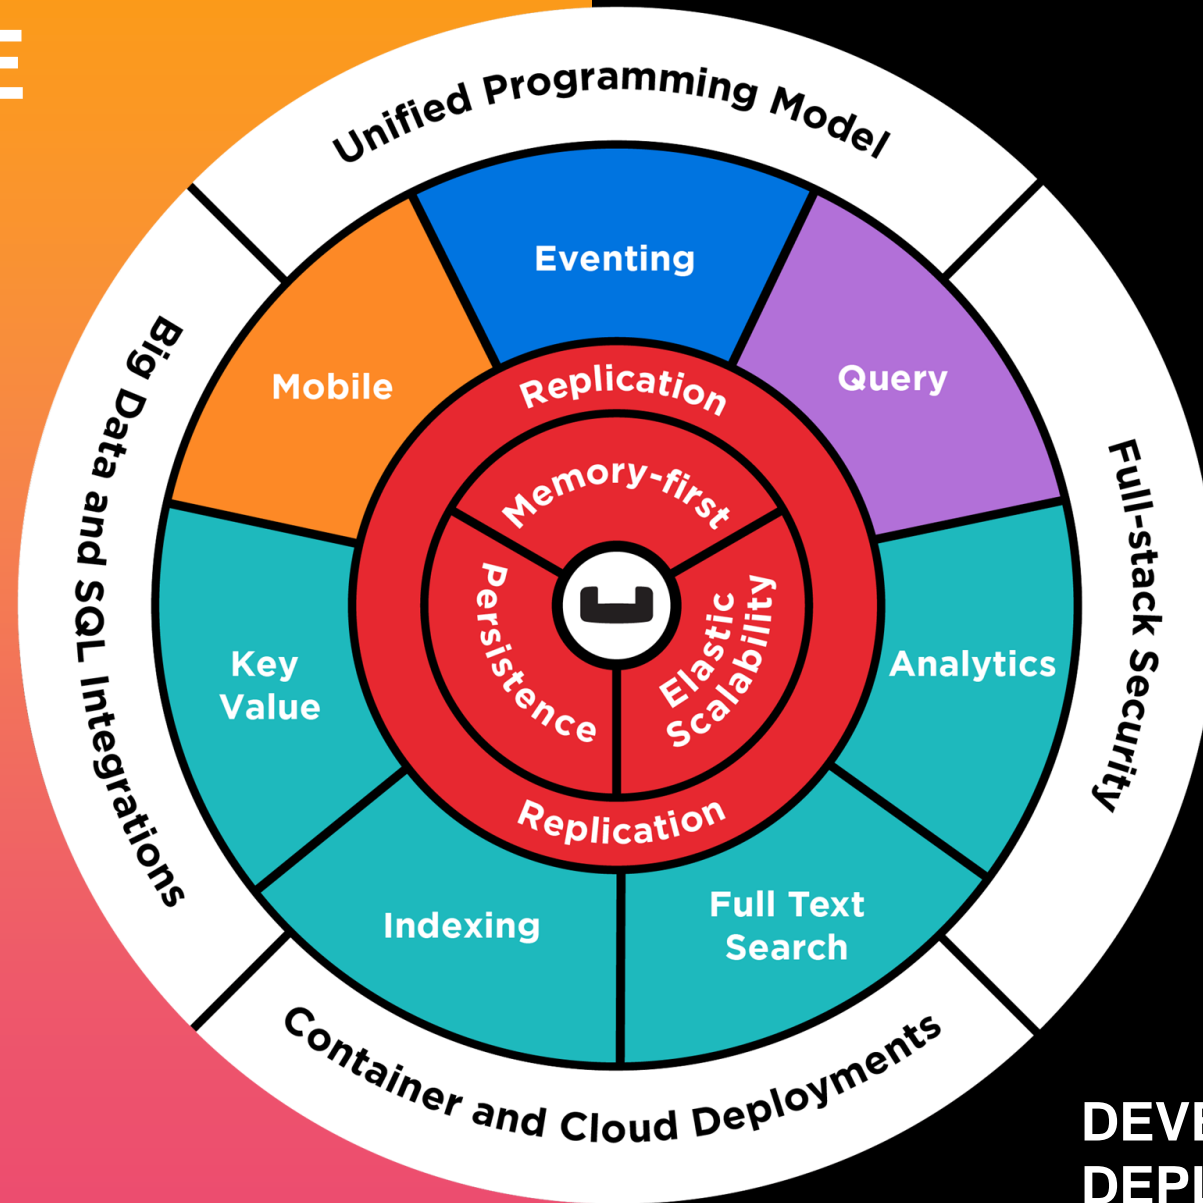 E
Unified Programming Model
Eventing
Mobile
Query
Replication
Memory-first
Big Data and SQL Integrations
Full-stack Security
Persistence
Elastic
Scalability
Key
Value
Analytics
Replication
Indexing
Full Text
Search
Container and Cloud Deployments